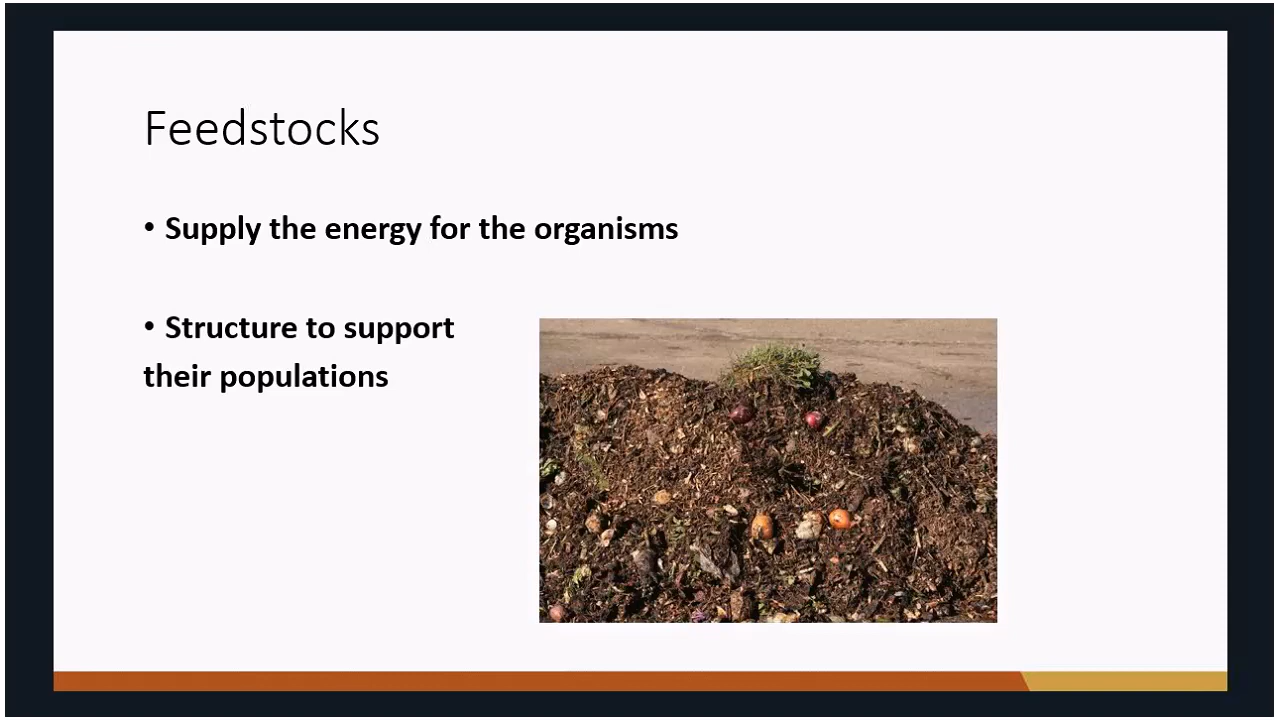 Feedstocks
• Supply the energy for the organisms
• Structure to support
their populations